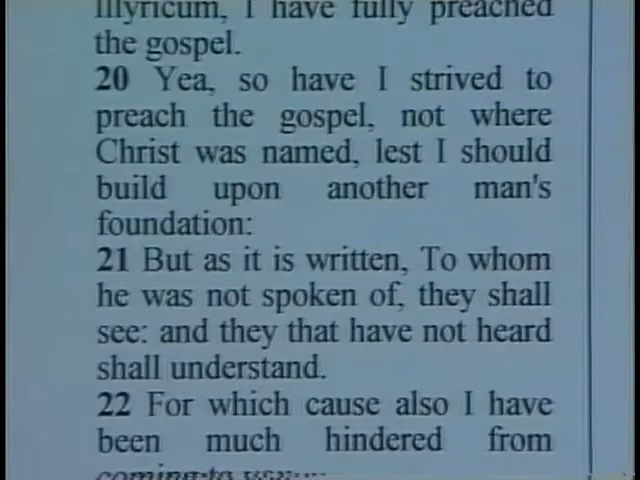 Illyricum, I have fully preached
the gospel.
20 Yea, so have I strived to
preach the gospel, not where
Christ was named, lest I should
build upon another man's
foundation:
21 But as it is written, To whom
he was not spoken of, they shall
see: and they that have not heard
shall understand.
22 For which cause also I have
been much hindered from
coming to you